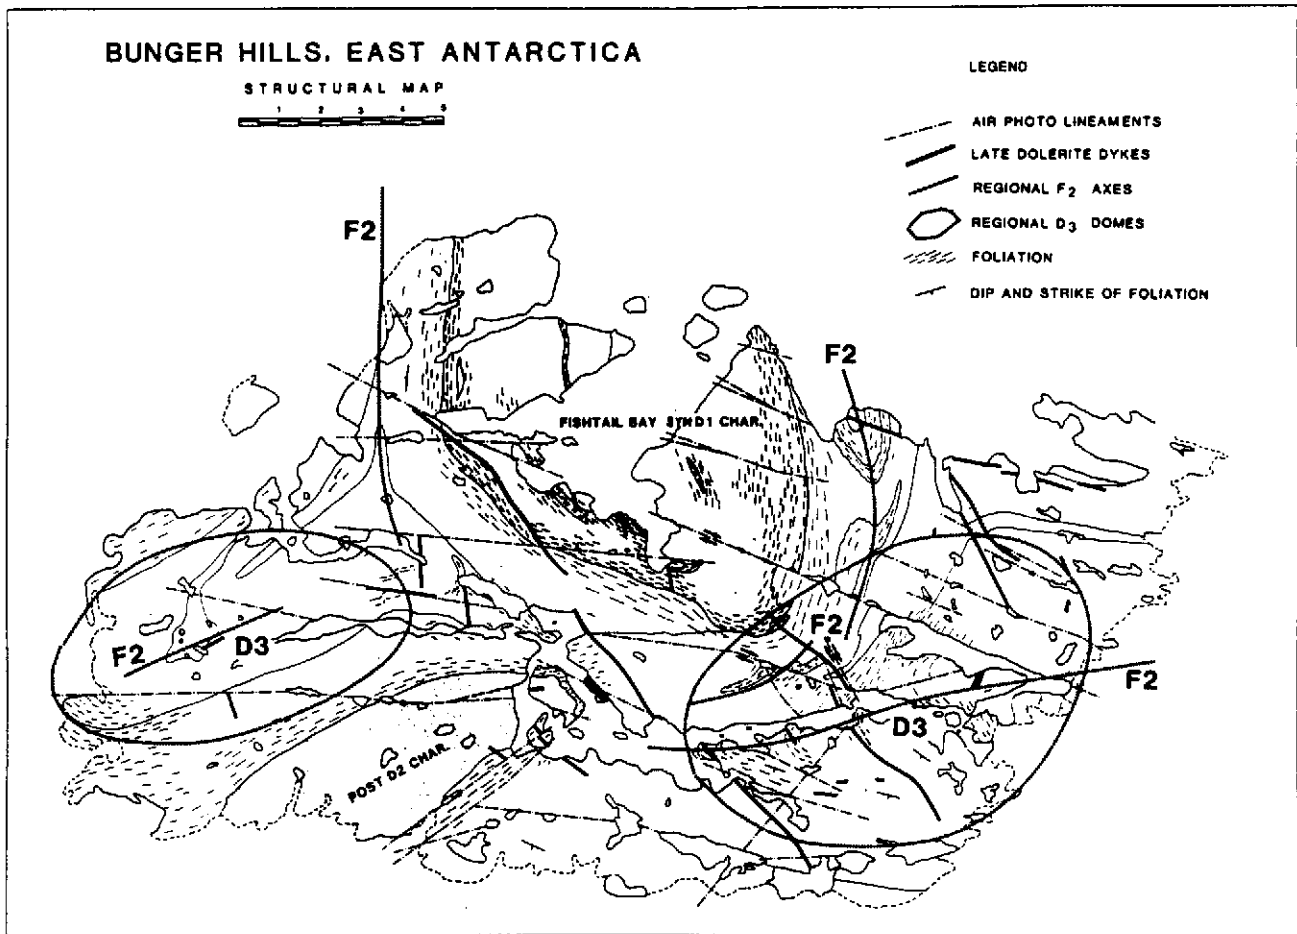 BUNGER HILLS, EAST ANTARCTICA
STRUCTURAL MAP
1 2 3 4 5
LEGEND
AIR PHOTO LINEAMENTS
LATE DOLERITE DYKES
REGIONAL F2 AXES
REGIONAL D3 DOMES
FOLIATION
DIP AND STRIKE OF FOLIATION
F2
F2
FISHTAIL BAY SYND1 CHAR.
F2
F2
D3
F2
D3
POST D2 CHAR.